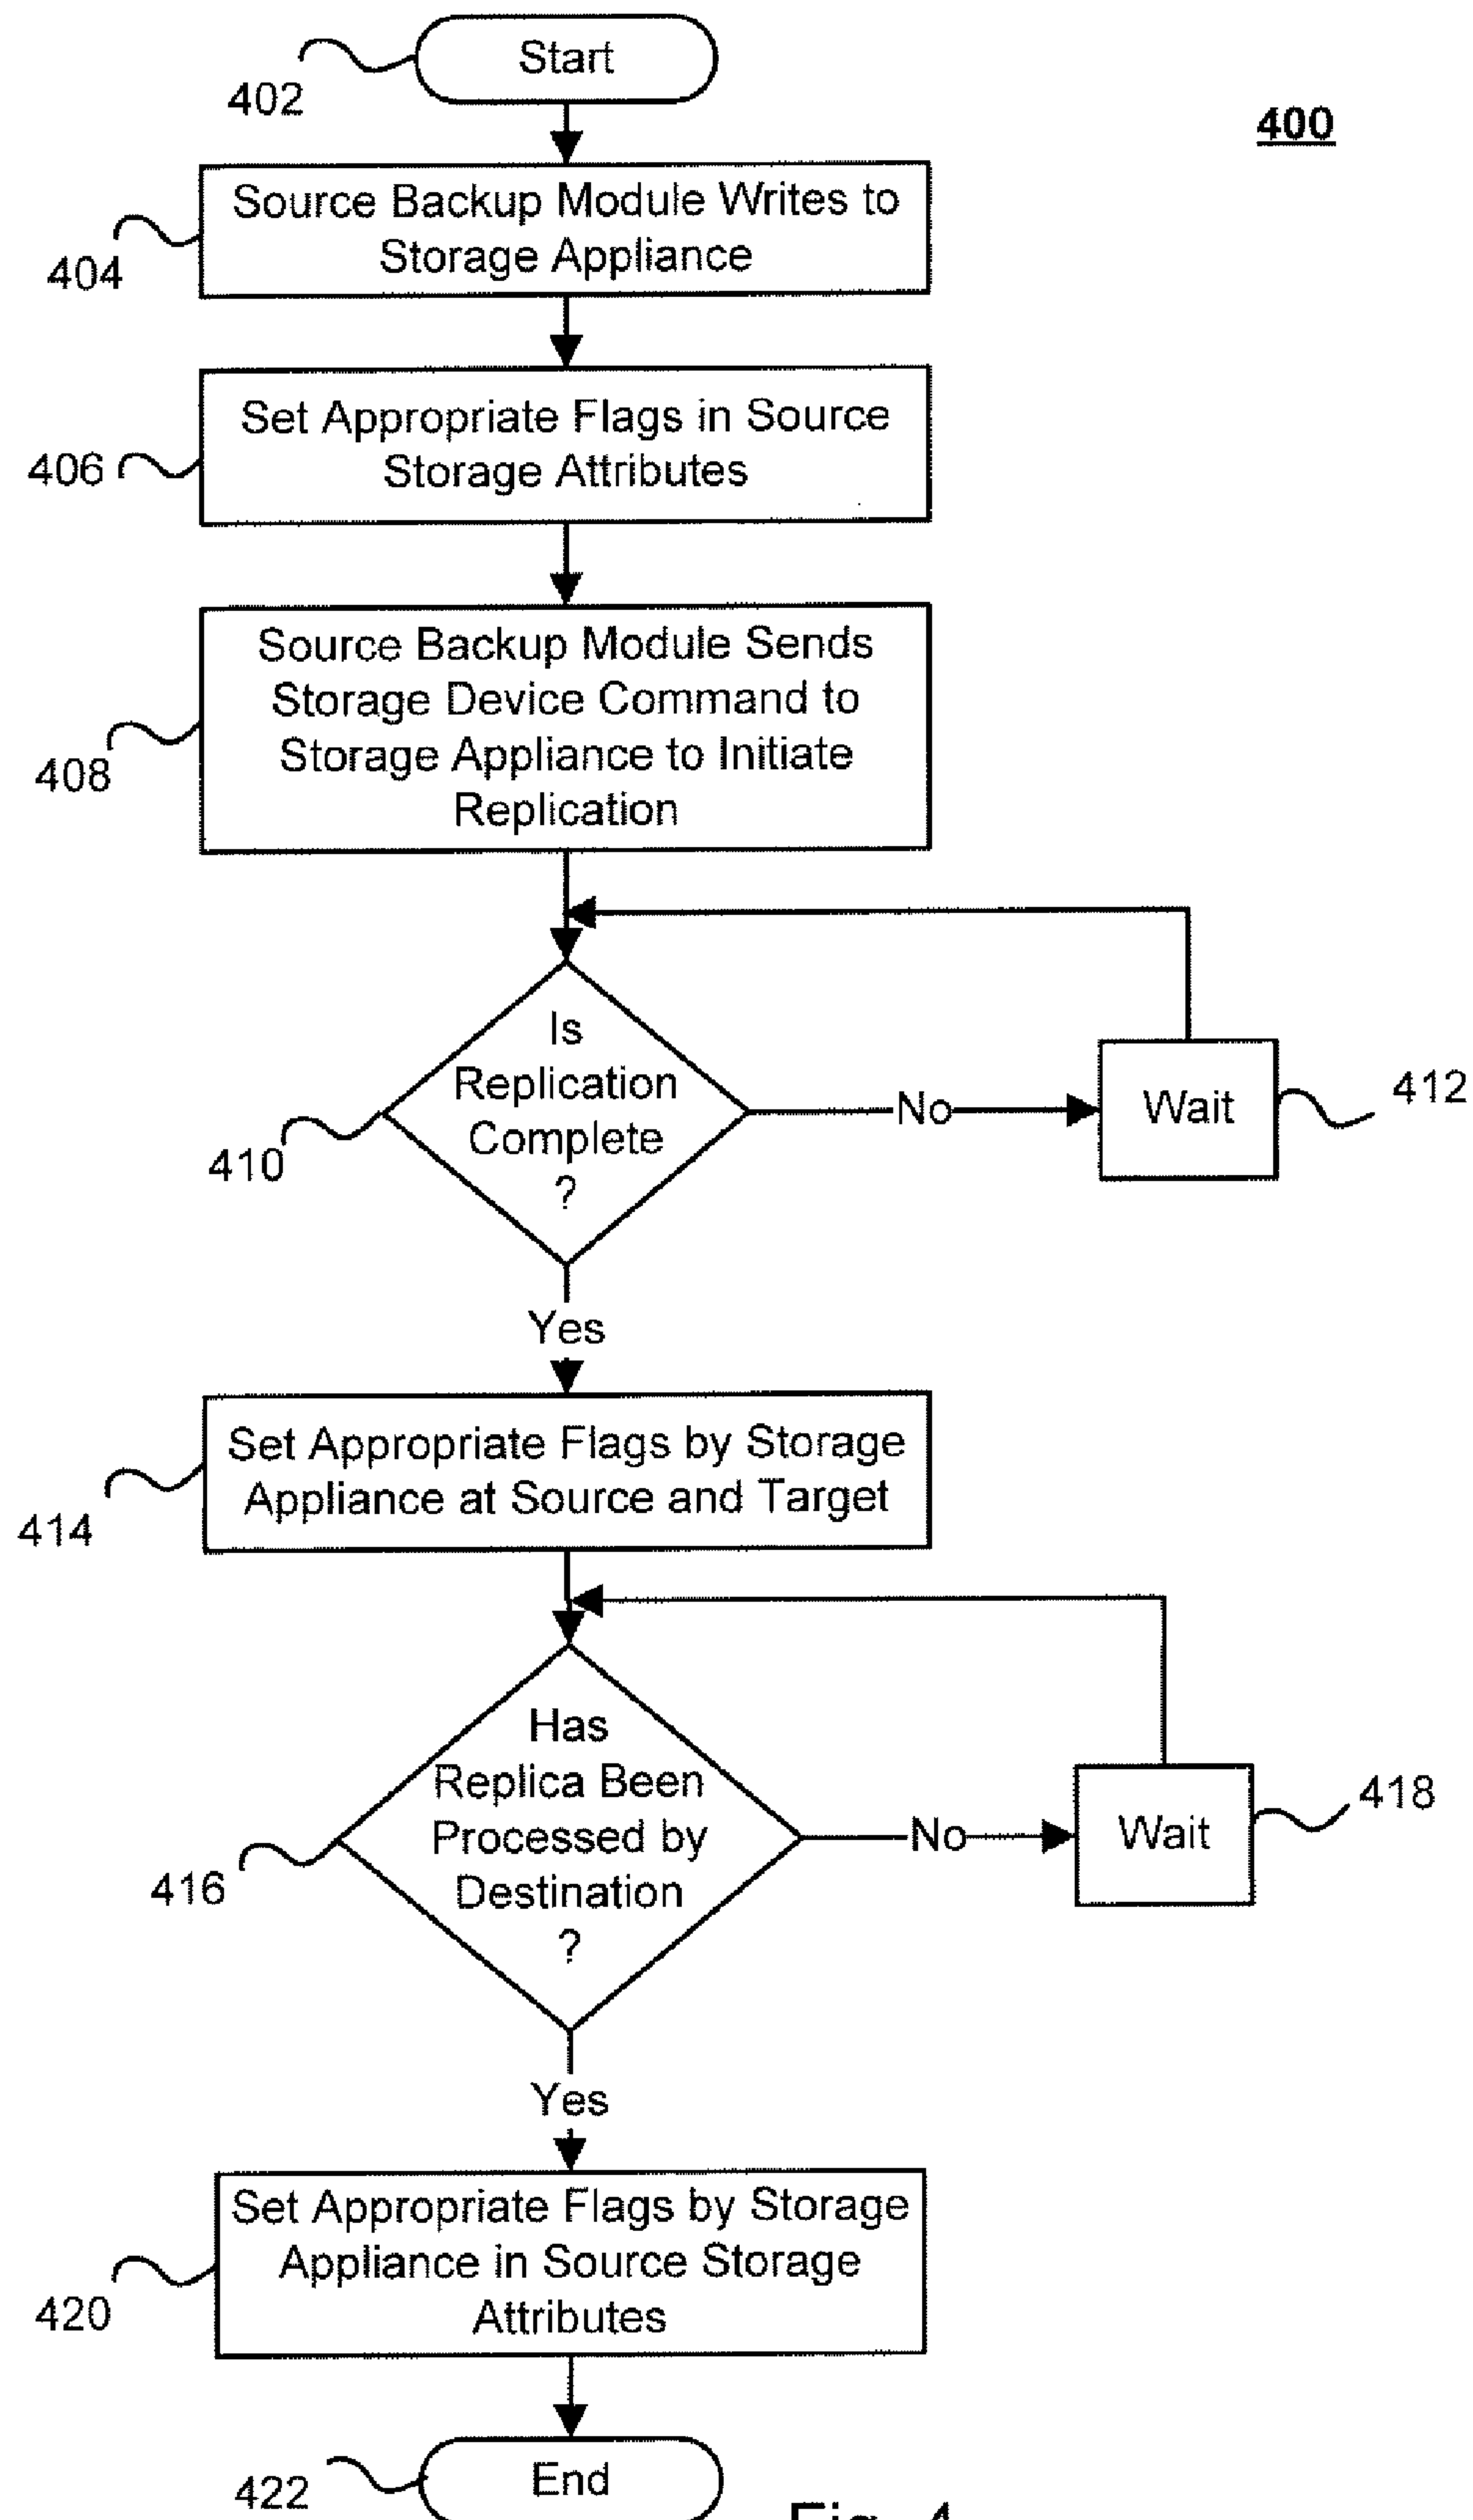 Start
402
400
Source Backup Module Writes to
Storage Appliance
404
Set Appropriate Flags in Source
Storage Attributes
406
Source Backup Module Sends
Storage Device Command to
Storage Appliance to Initiate
Replication
408
Is
Replication
Complete
?
410
No
Wait
412
Yes
Set Appropriate Flags by Storage
Appliance at Source and Target
414
Has
Replica Been
Processed by
Destination
?
416
No
Wait
418
Yes
Set Appropriate Flags by Storage
Appliance in Source Storage
Attributes
420
End
422
Fig. 4